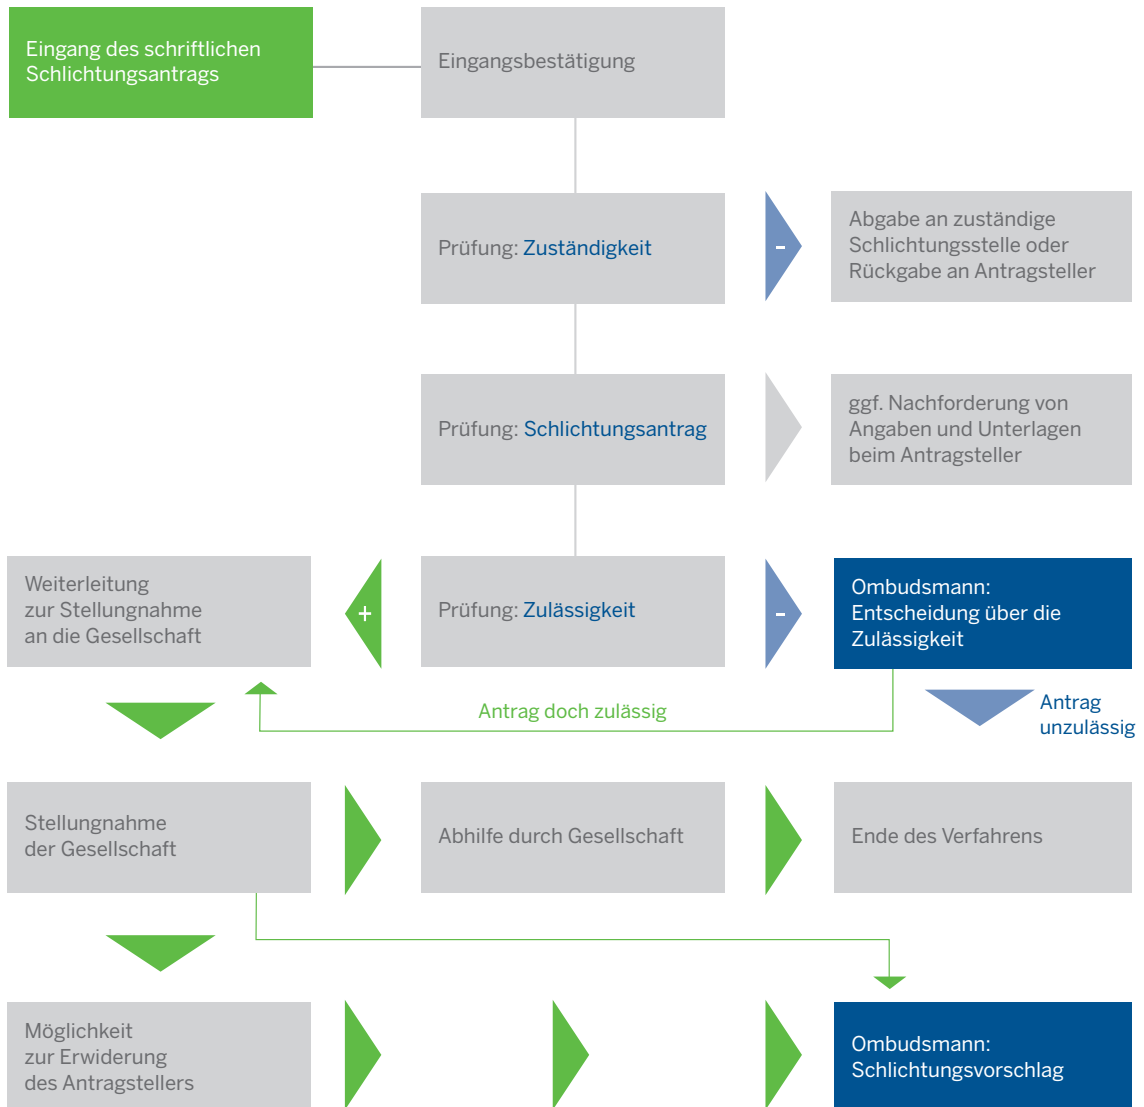 Eingang des schriftlichen
Schlichtungsantrags
Eingangsbestätigung
Prüfung: Zuständigkeit
-
Abgabe an zuständige
Schlichtungsstelle oder
Rückgabe an Antragsteller
Prüfung: Schlichtungsantrag
ggf. Nachforderung von
Angaben und Unterlagen
beim Antragsteller
Weiterleitung
zur Stellungnahme
an die Gesellschaft
+
Prüfung: Zulässigkeit
-
Ombudsmann:
Entscheidung über die
Zulässigkeit
Antrag doch zulässig
Antrag
unzulässig
Stellungnahme
der Gesellschaft
Abhilfe durch Gesellschaft
Ende des Verfahrens
Möglichkeit
zur Erwiderung
des Antragstellers
Ombudsmann:
Schlichtungsvorschlag